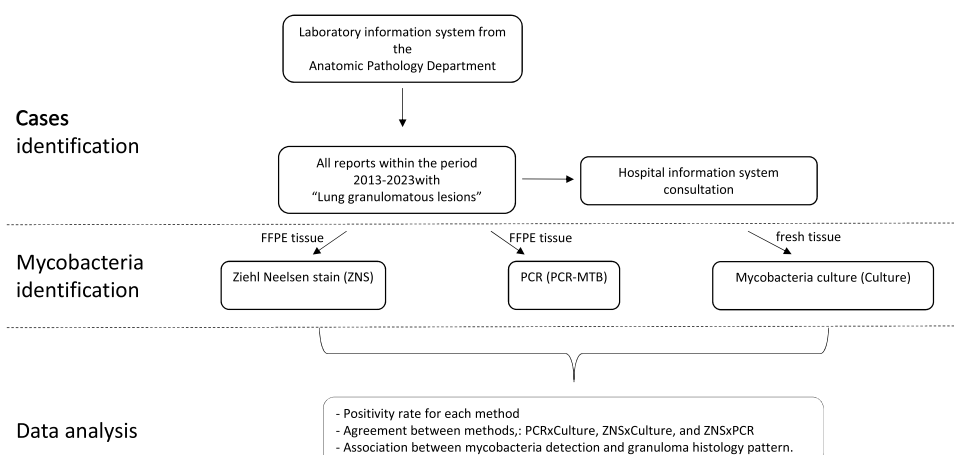 Laboratory information system from
the
Anatomic Pathology Department
Cases
identification
All reports within the period
2013-2023with
“Lung granulomatous lesions”
Hospital information system
consultation
FFPE tissue
FFPE tissue
fresh tissue
Mycobacteria
identification
Ziehl Neelsen stain (ZNS)
PCR (PCR-MTB)
Mycobacteria culture (Culture)
Data analysis
- Positivity rate for each method
- Agreement between methods,: PCRxCulture, ZNSxCulture, and ZNSxPCR
- Association between mycobacteria detection and granuloma histology pattern.